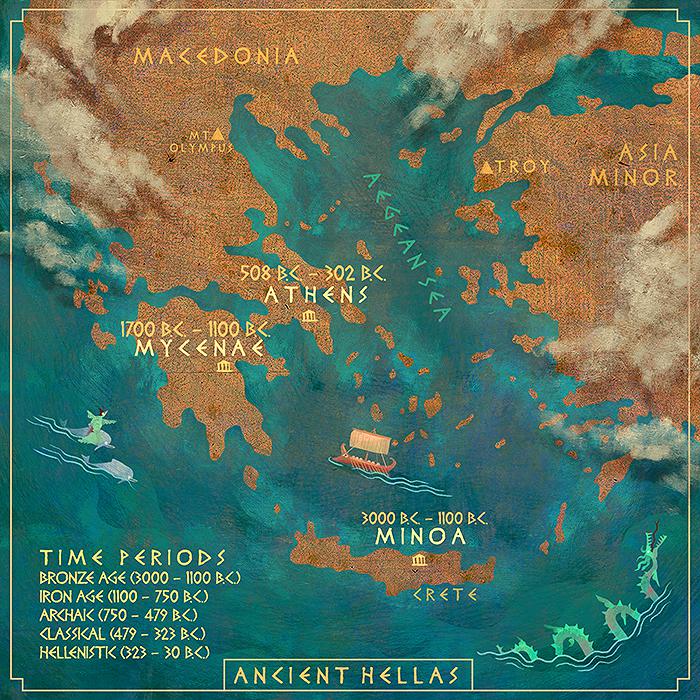 MACEDONIA
MT
OLYMPUS
TROY
ASIA
MINOR
AEGEAN SEA
508 B.C. – 302 B.C.
ATHENS
1700 B.C. – 1100 B.C.
MYCENAE
3000 B.C. – 1100 B.C.
MINOA
CRETE
TIME PERIODS
BRONZE AGE (3000 – 1100 B.C.)
IRON AGE (1100 – 750 B.C.)
ARCHAIC (750 – 479 B.C.)
CLASSICAL (479 – 323 B.C.)
HELLENISTIC (323 – 30 B.C.)
ANCIENT HELLAS